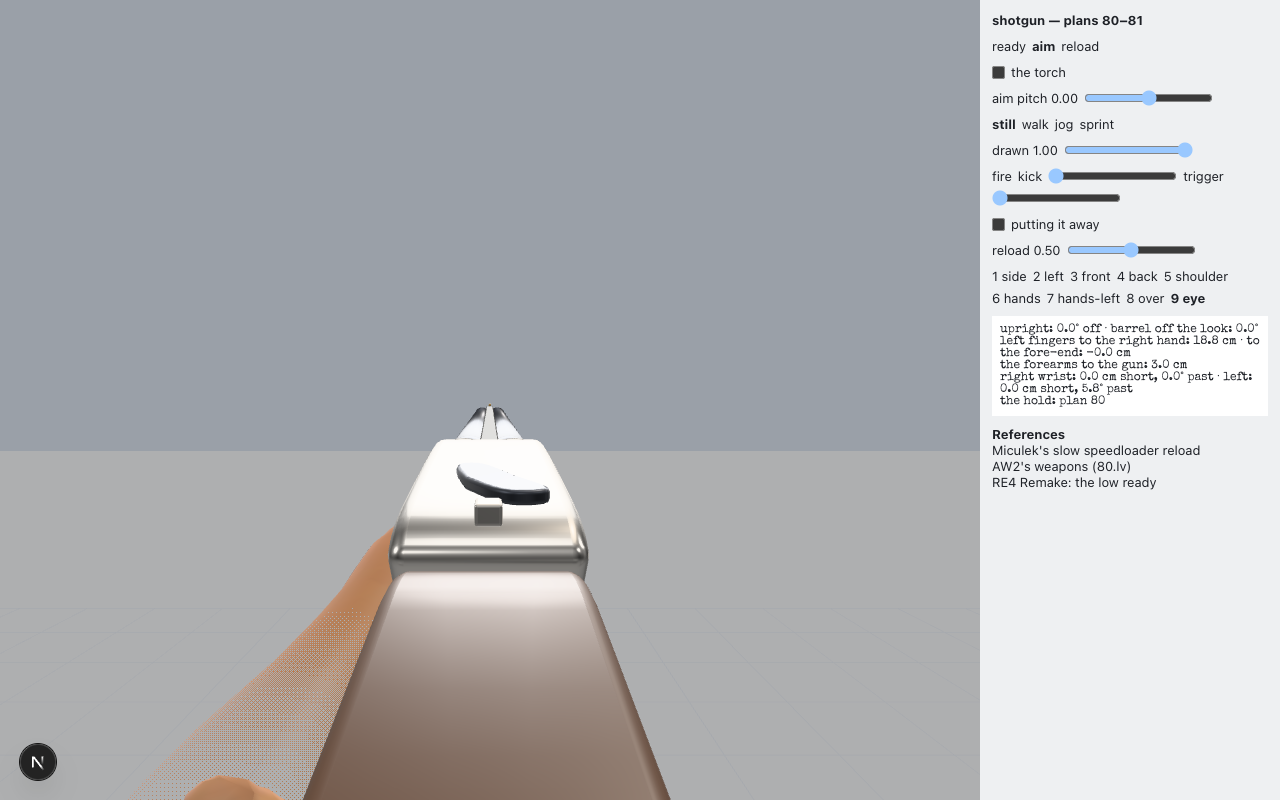 shotgun — plans 80–81
ready aim reload
the torch
aim pitch 0.00
still walk jog sprint
drawn 1.00
fire kick trigger
putting it away
reload 0.50
1 side 2 left 3 front 4 back 5 shoulder
6 hands 7 hands-left 8 over 9 eye
upright: 0.0° off · barrel off the look: 0.0°
left fingers to the right hand: 18.8 cm · to
the fore-end: -0.0 cm
the forearms to the gun: 3.0 cm
right wrist: 0.0 cm short, 0.0° past · left:
0.0 cm short, 5.8° past
the hold: plan 80
References
Miculek's slow speedloader reload
AW2's weapons (80.lv)
RE4 Remake: the low ready
N